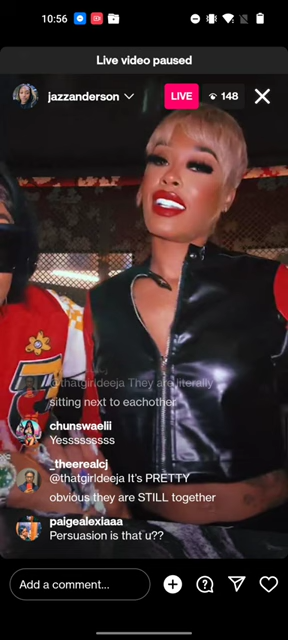 10:56
Live video paused
jazzanderson
LIVE
148
@thatgirldeeja They are literally
sitting next to eachother
chunswaelii
Yesssssssss
_theerealcj
@thatgirldeeja It's PRETTY
obvious they are STILL together
paigealexiaaa
Persuasion is that u??
Add a comment...